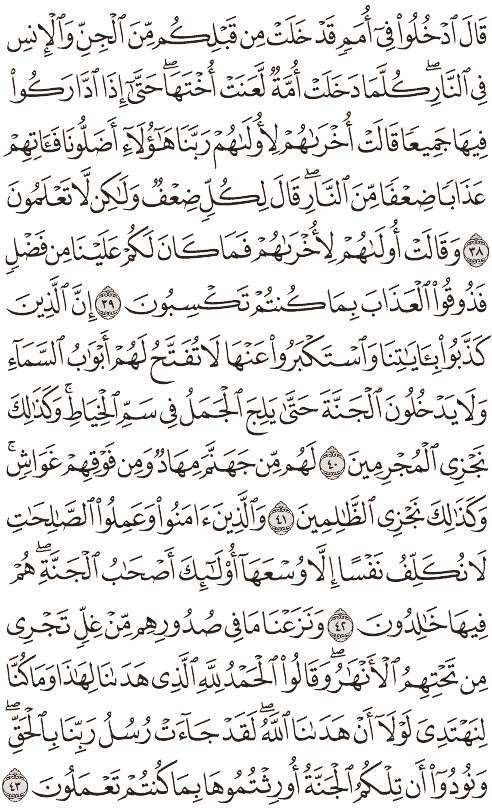 قَالَ ٱدۡخُلُواْ فِيٓ أُمَمٖ قَدۡ خَلَتۡ مِن قَبۡلِكُم مِّنَ ٱلۡجِنِّ وَٱلۡإِنسِ
فِي ٱلنَّارِۖ كُلَّمَا دَخَلَتۡ أُمَّةٞ لَّعَنَتۡ أُخۡتَهَاۖ حَتَّىٰٓ إِذَا ٱدَّارَكُواْ
فِيهَا جَمِيعٗا قَالَتۡ أُخۡرَىٰهُمۡ لِأُولَىٰهُمۡ رَبَّنَا هَٰٓؤُلَآءِ أَضَلُّونَا فَـَٔاتِهِمۡ
عَذَابٗا ضِعۡفٗا مِّنَ ٱلنَّارِۖ قَالَ لِكُلّٖ ضِعۡفٞ وَلَٰكِن لَّا تَعۡلَمُونَ
٣٨ وَقَالَتۡ أُولَىٰهُمۡ لِأُخۡرَىٰهُمۡ فَمَا كَانَ لَكُمۡ عَلَيۡنَا مِن فَضۡلٖ
فَذُوقُواْ ٱلۡعَذَابَ بِمَا كُنتُمۡ تَكۡسِبُونَ ٣٩ إِنَّ ٱلَّذِينَ
كَذَّبُواْ بِـَٔايَٰتِنَا وَٱسۡتَكۡبَرُواْ عَنۡهَا لَا تُفَتَّحُ لَهُمۡ أَبۡوَٰبُ ٱلسَّمَآءِ
وَلَا يَدۡخُلُونَ ٱلۡجَنَّةَ حَتَّىٰ يَلِجَ ٱلۡجَمَلُ فِي سَمِّ ٱلۡخِيَاطِۚ وَكَذَٰلِكَ
نَجۡزِي ٱلۡمُجۡرِمِينَ ٤٠ لَهُم مِّن جَهَنَّمَ مِهَادٞ وَمِن فَوۡقِهِمۡ غَوَاشٖۚ
وَكَذَٰلِكَ نَجۡزِي ٱلظَّٰلِمِينَ ٤١ وَٱلَّذِينَ ءَامَنُواْ وَعَمِلُواْ ٱلصَّٰلِحَٰتِ
لَا نُكَلِّفُ نَفۡسًا إِلَّا وُسۡعَهَآ أُوْلَٰٓئِكَ أَصۡحَٰبُ ٱلۡجَنَّةِۖ هُمۡ
فِيهَا خَٰلِدُونَ ٤٢ وَنَزَعۡنَا مَا فِي صُدُورِهِم مِّنۡ غِلّٖ تَجۡرِي
مِن تَحۡتِهِمُ ٱلۡأَنۡهَٰرُۖ وَقَالُواْ ٱلۡحَمۡدُ لِلَّهِ ٱلَّذِي هَدَىٰنَا لِهَٰذَا وَمَا كُنَّا
لِنَهۡتَدِيَ لَوۡلَآ أَنۡ هَدَىٰنَا ٱللَّهُۖ لَقَدۡ جَآءَتۡ رُسُلُ رَبِّنَا بِٱلۡحَقِّۖ
وَنُودُوٓاْ أَن تِلۡكُمُ ٱلۡجَنَّةُ أُورِثۡتُمُوهَا بِمَا كُنتُمۡ تَعۡمَلُونَ ٤٣